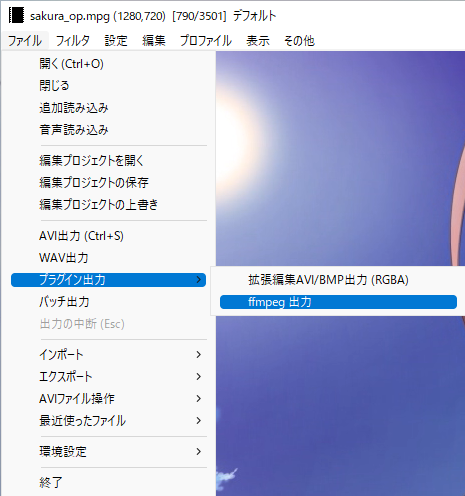 sakura_op.mpg (1280,720) [790/3501] デフォルト
ファイル フィルタ 設定 編集 プロファイル 表示 その他
開く(Ctrl+O)
閉じる
追加読み込み
音声読み込み
編集プロジェクトを開く
編集プロジェクトの保存
編集プロジェクトの上書き
AVI出力 (Ctrl+S)
WAV出力
プラグイン出力
拡張編集AVI/BMP出力 (RGBA)
バッチ出力
ffmpeg 出力
出力の中断 (Esc)
インポート
エクスポート
AVIファイル操作
最近使ったファイル
環境設定
終了